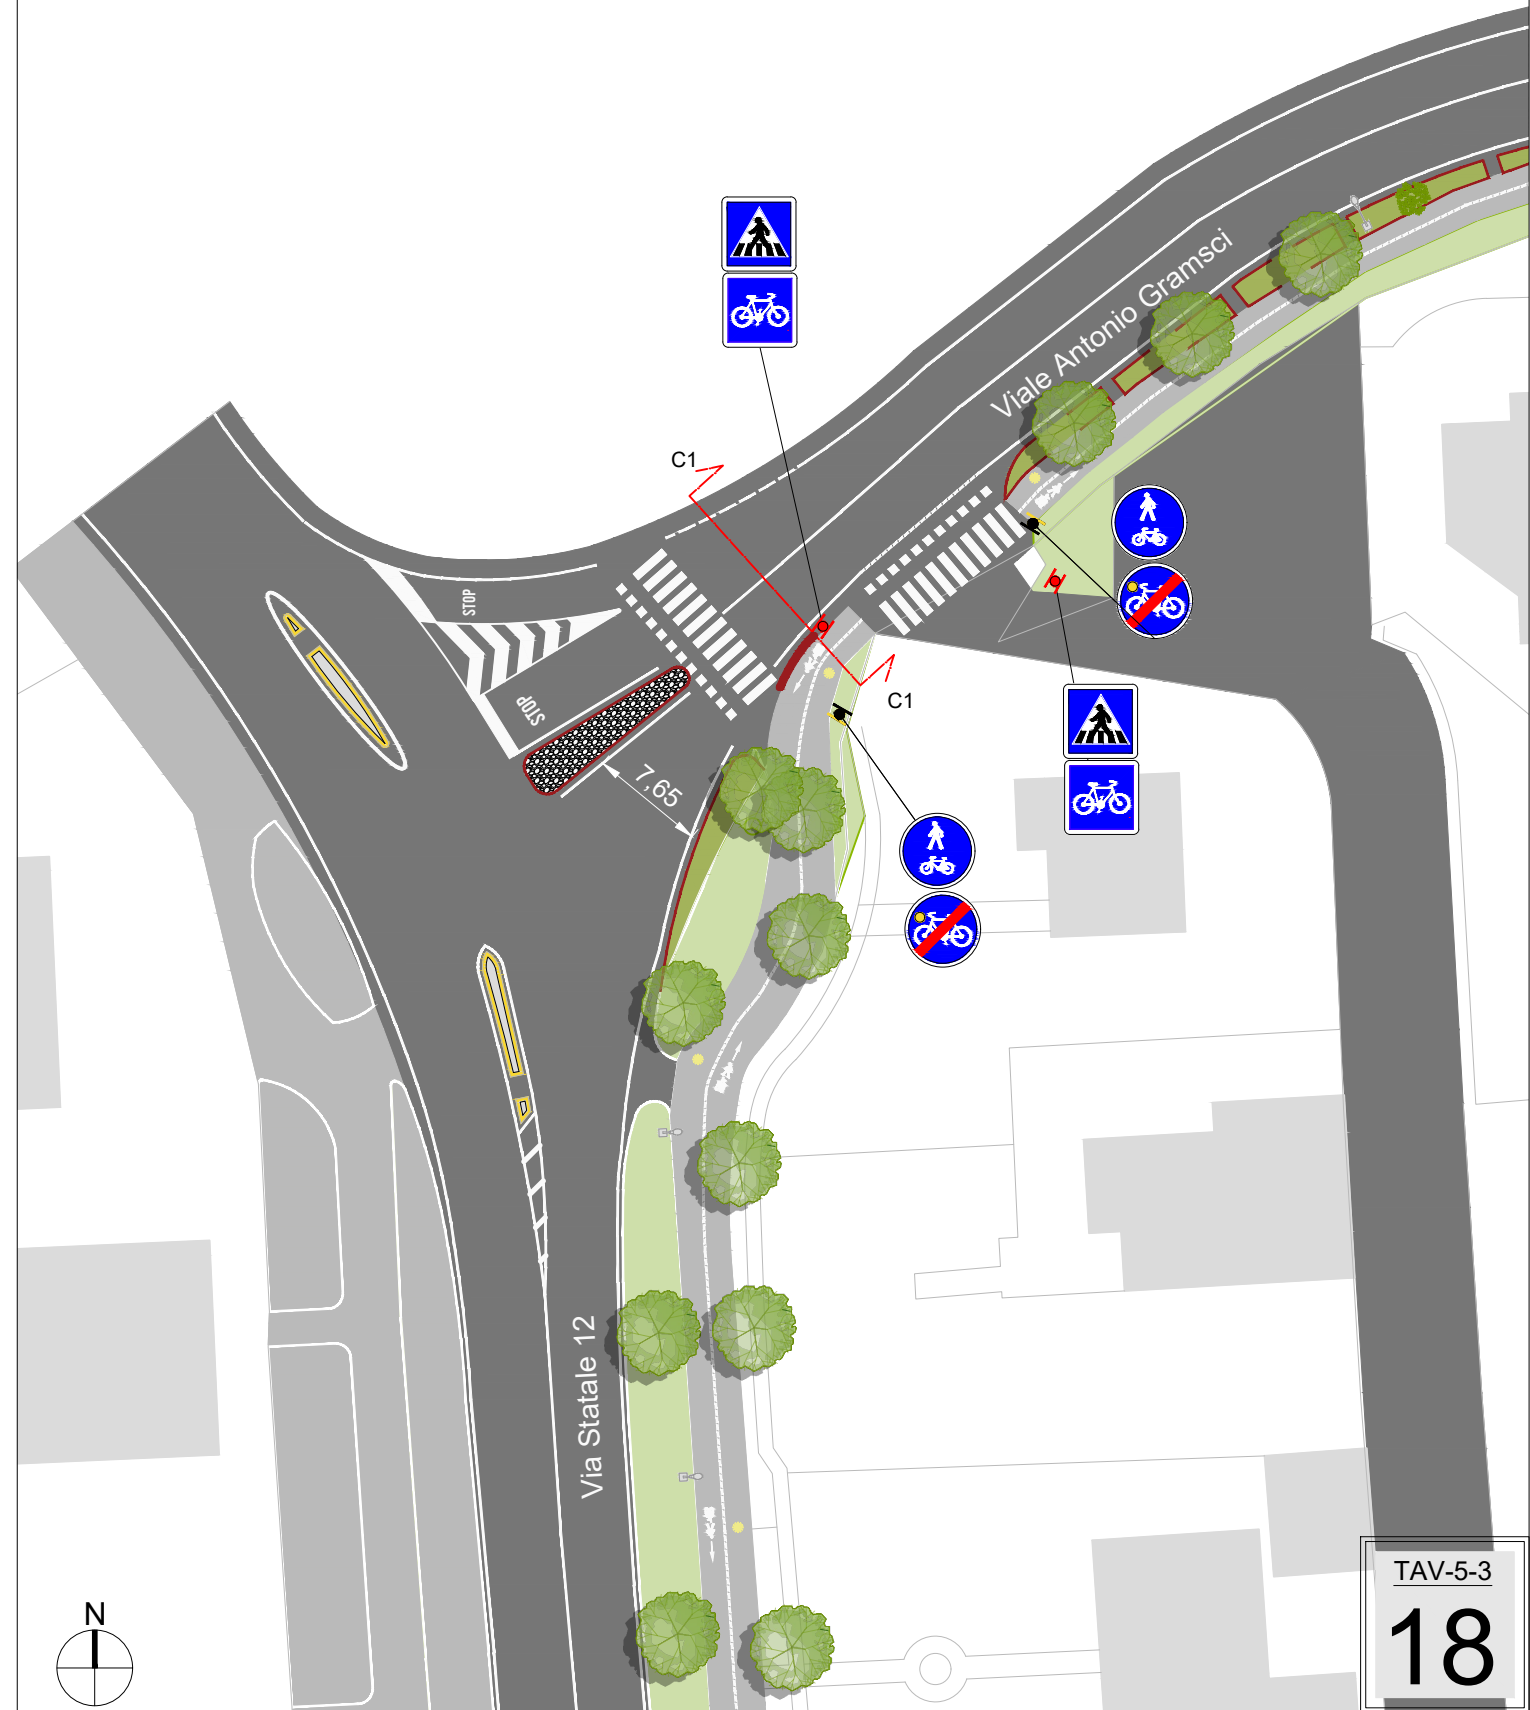 Viale Antonio Gramsci
C1
STOP
C1
STOP
7,65
Via Statale 12
TAV-5-3
N
18